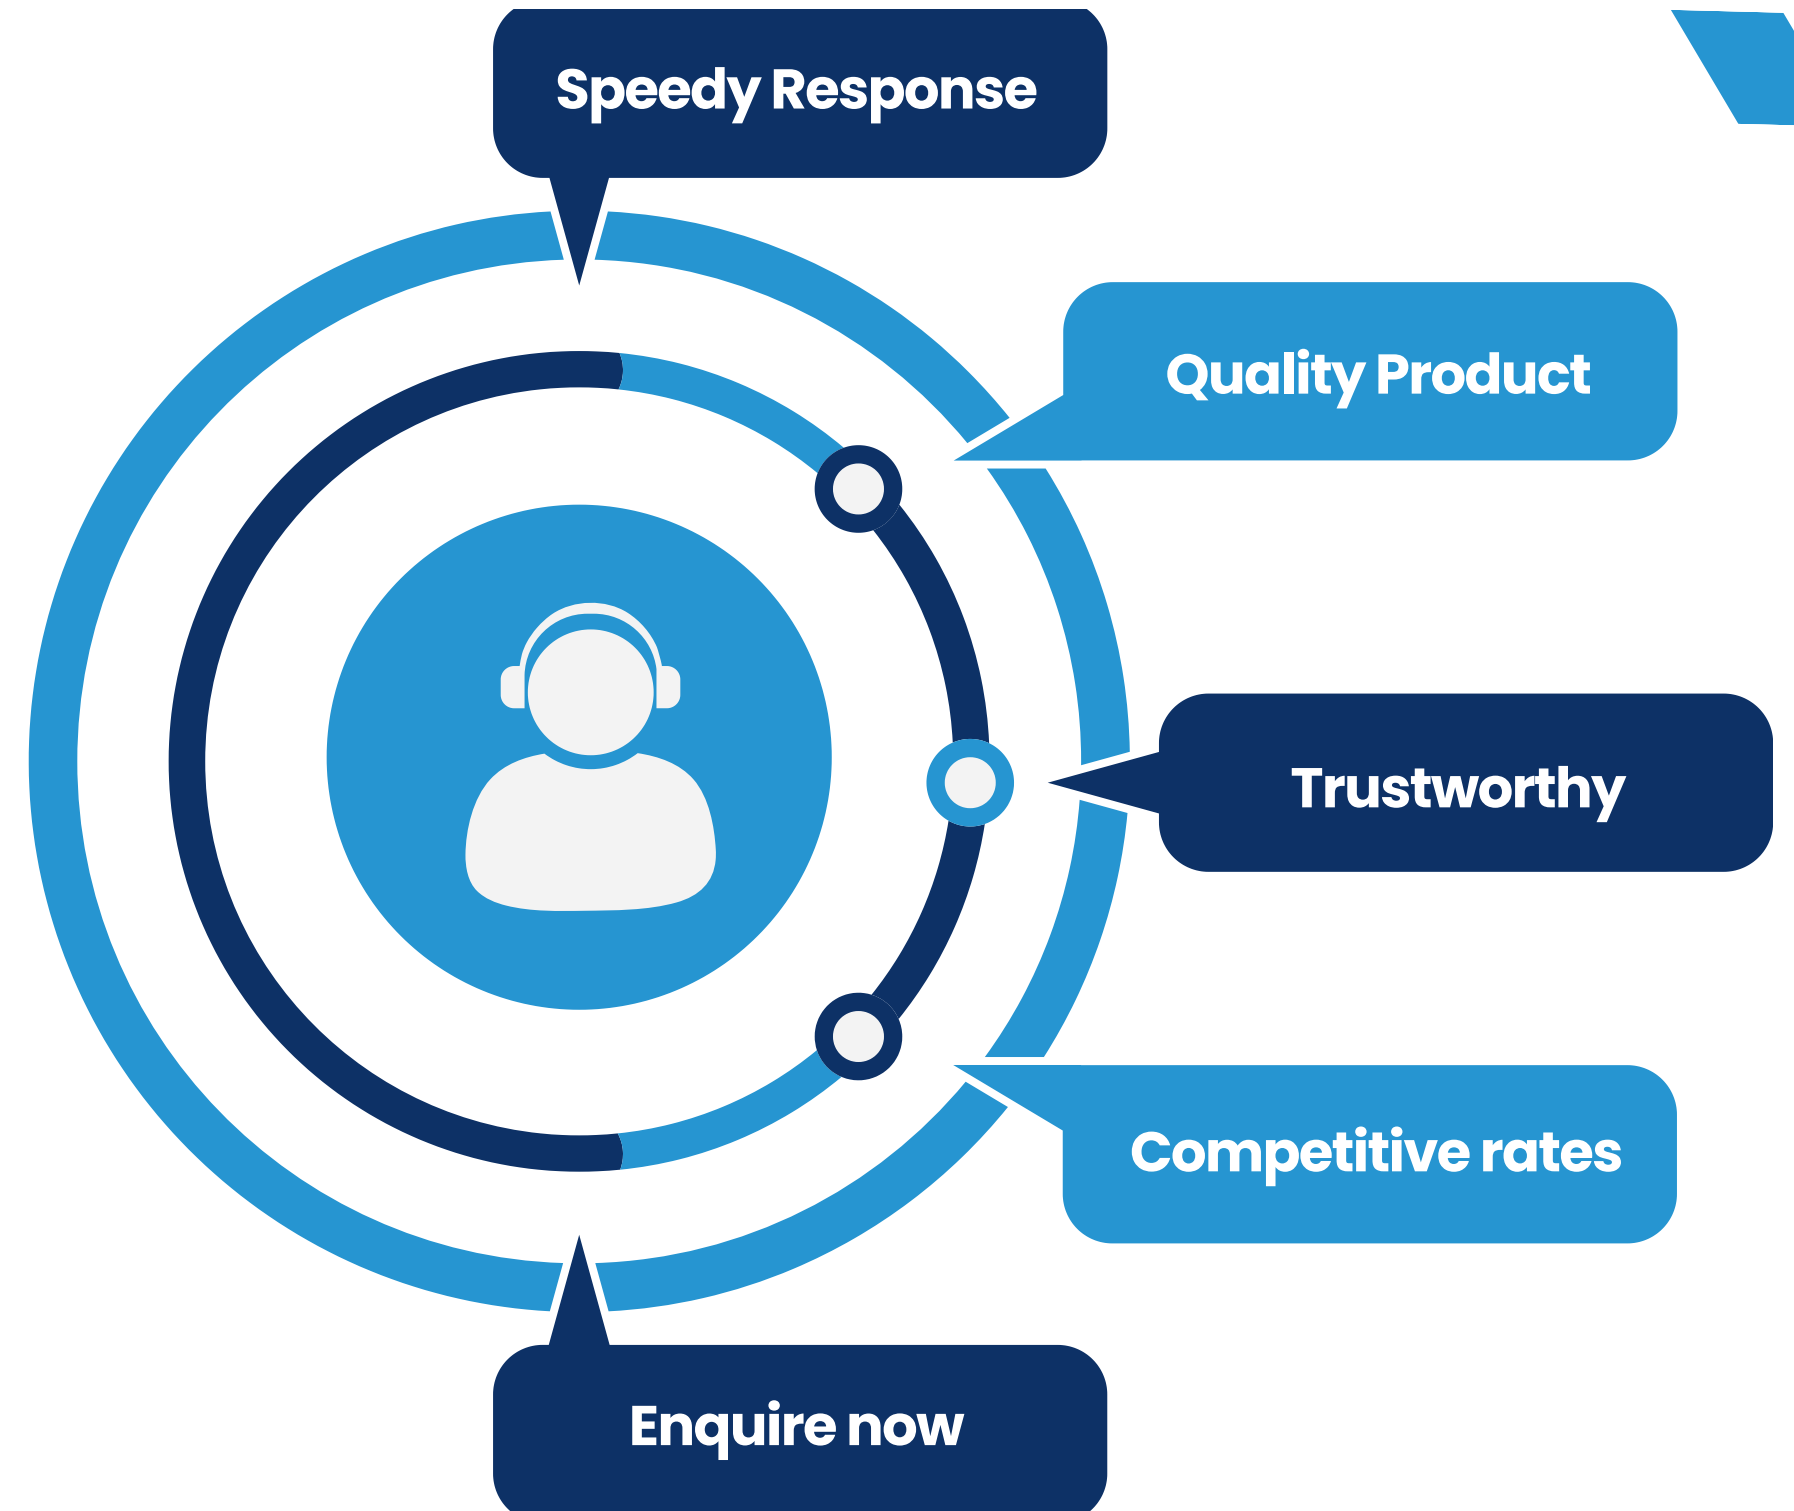 Speedy Response
Quality Product
Trustworthy
Competitive rates
Enquire now